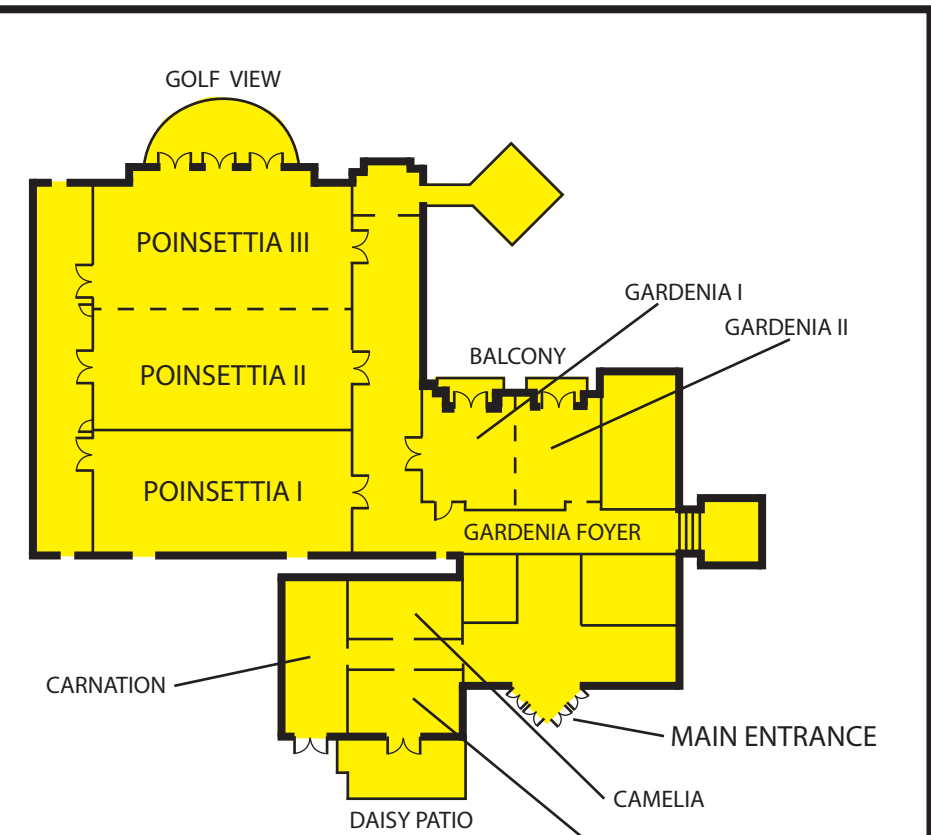 GOLF VIEW
POINSETTIA III
GARDENIA I
GARDENIA II
BALCONY
POINSETTIA II
POINSETTIA I
GARDENIA FOYER
CARNATION
MAIN ENTRANCE
CAMELIA
DAISY PATIO